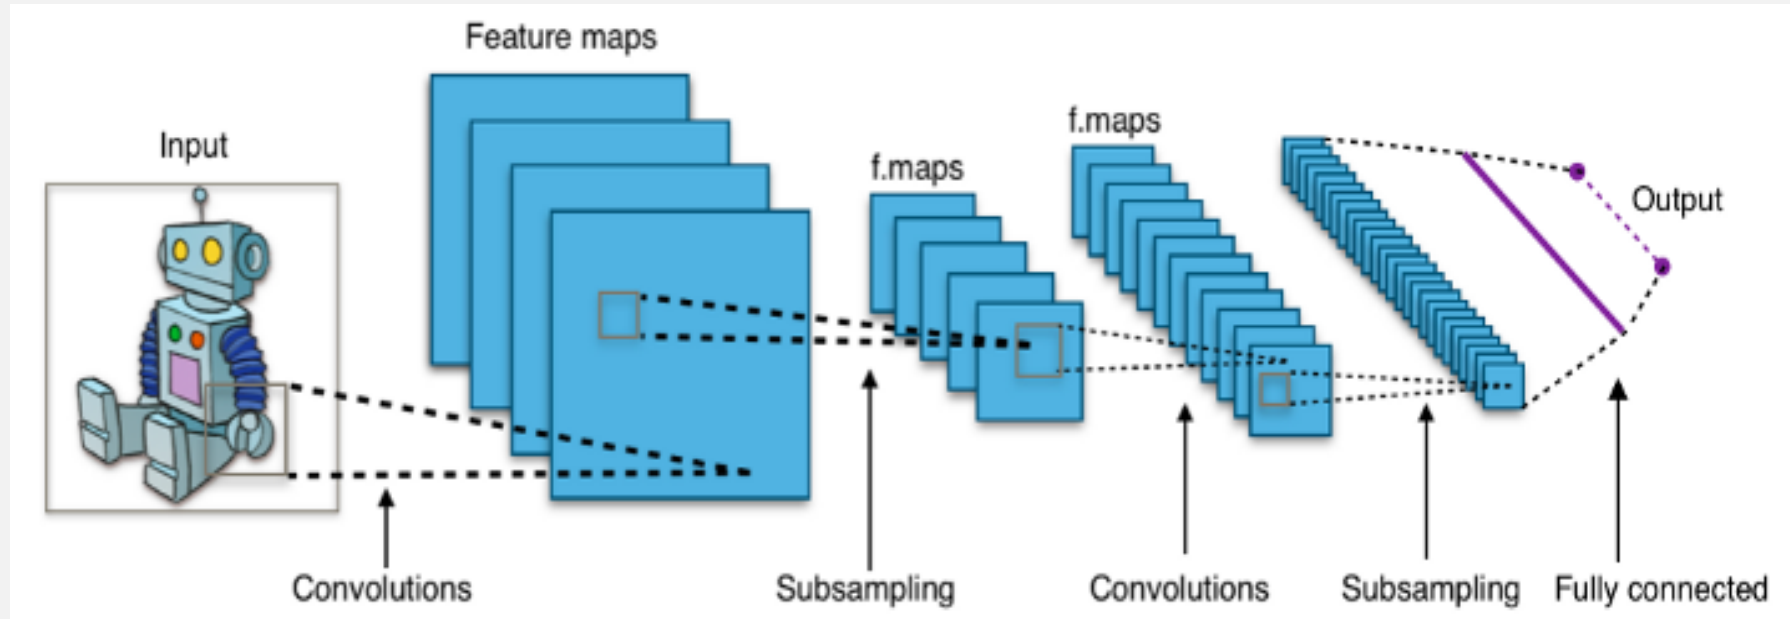 Feature maps
f.maps
Input
f.maps
Output
Convolutions
Subsampling
Convolutions
Subsampling
Fully connected